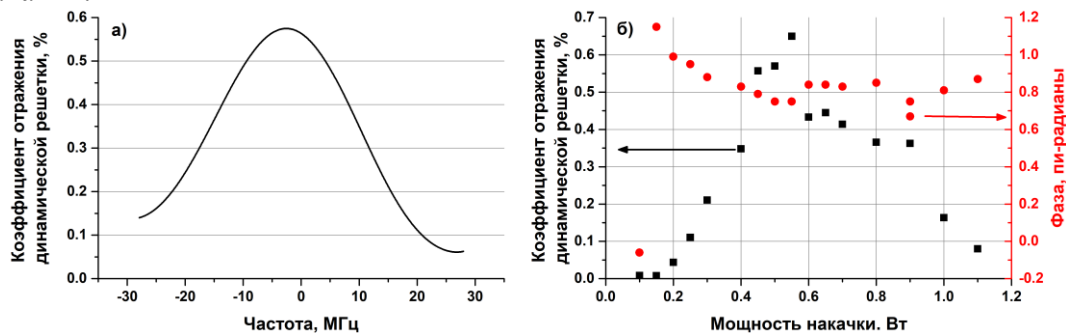 а)
Коэффициент отражения
динамической решетки, %
0.6
0.5
0.4
0.3
0.2
0.1
0.0
-30 -20 -10 0 10 20 30
Частота, МГц
б)
Коэффициент отражения
динамической решетки, %
0.7
0.6
0.5
0.4
0.3
0.2
0.1
0.0
0.0 0.2 0.4 0.6 0.8 1.0 1.2
Мощность накачки. Вт
1.2
1.0
0.8
0.6
0.4
0.2
0.0
-0.2
Фаза, пи-радианы